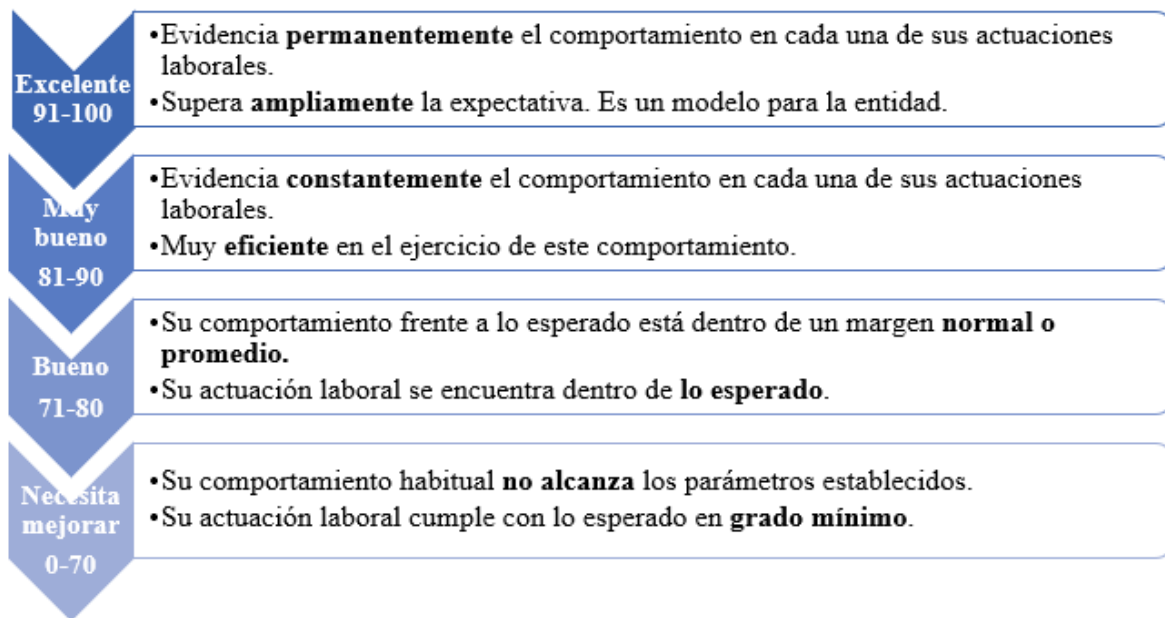 Excelente
91-100
•Evidencia permanentemente el comportamiento en cada una de sus actuaciones
laborales.
•Supera ampliamente la expectativa. Es un modelo para la entidad.
Muy
bueno
81-90
•Evidencia constantemente el comportamiento en cada una de sus actuaciones
laborales.
•Muy eficiente en el ejercicio de este comportamiento.
Bueno
71-80
•Su comportamiento frente a lo esperado está dentro de un margen normal o
promedio.
•Su actuación laboral se encuentra dentro de lo esperado.
Necesita
mejorar
0-70
•Su comportamiento habitual no alcanza los parámetros establecidos.
•Su actuación laboral cumple con lo esperado en grado mínimo.